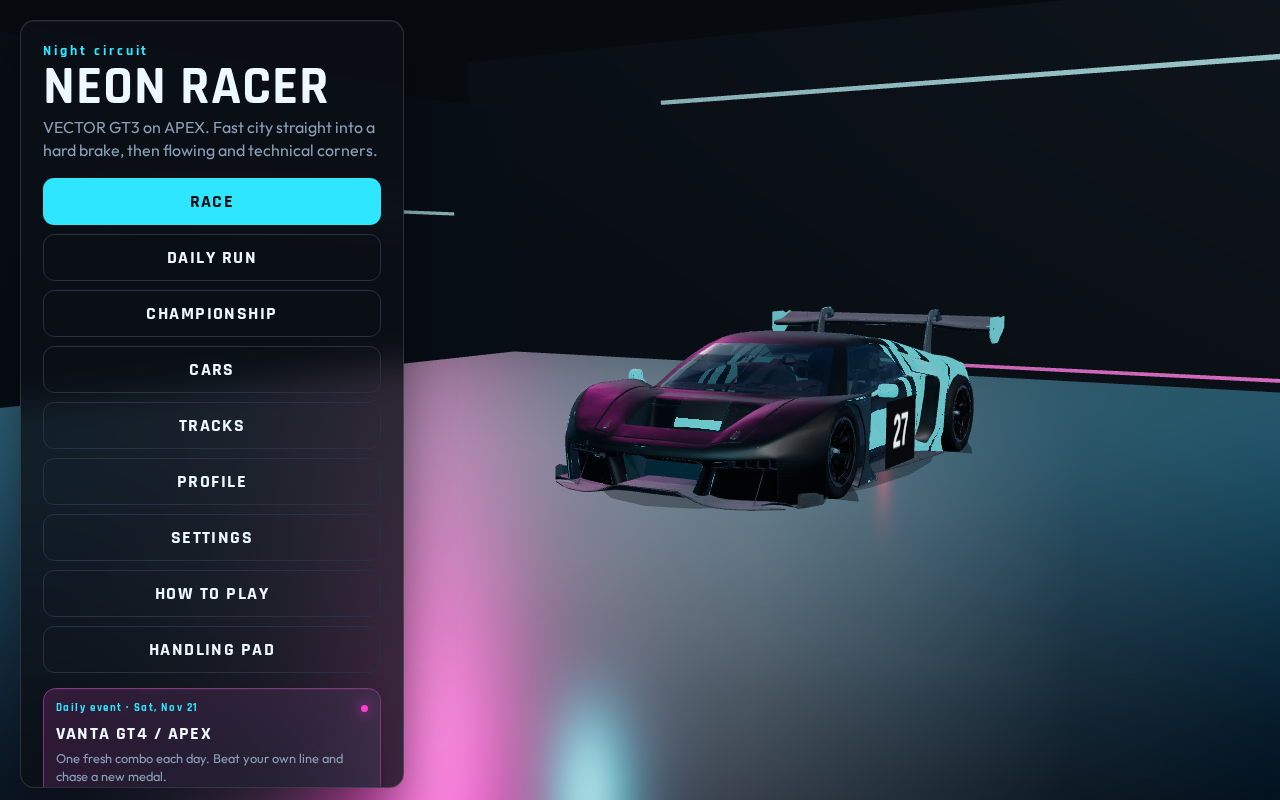 Night circuit
NEON RACER
VECTOR GT3 on APEX. Fast city straight into a
hard brake, then flowing and technical corners.
RACE
DAILY RUN
CHAMPIONSHIP
CARS
TRACKS
PROFILE
SETTINGS
HOW TO PLAY
HANDLING PAD
Daily event · Sat, Nov 21
VANTA GT4 / APEX
One fresh combo each day. Beat your own line and
chase a new medal.
27